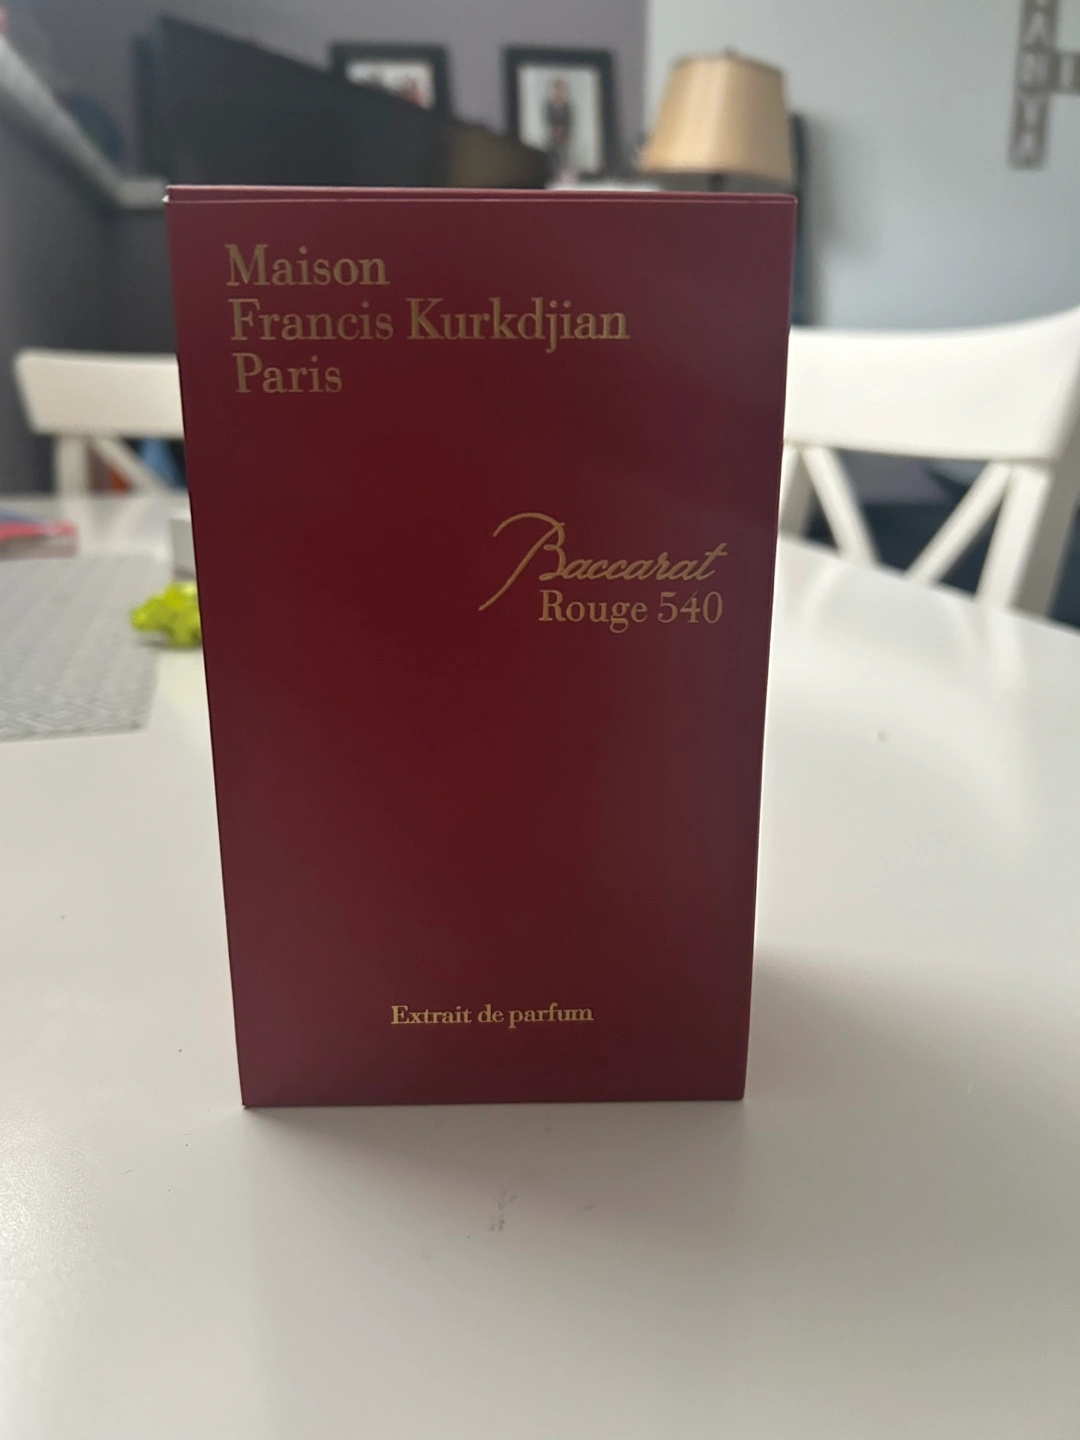 Maison
Francis Kurkdjian
Paris
Baccarat
Rouge 540
Extrait de parfum